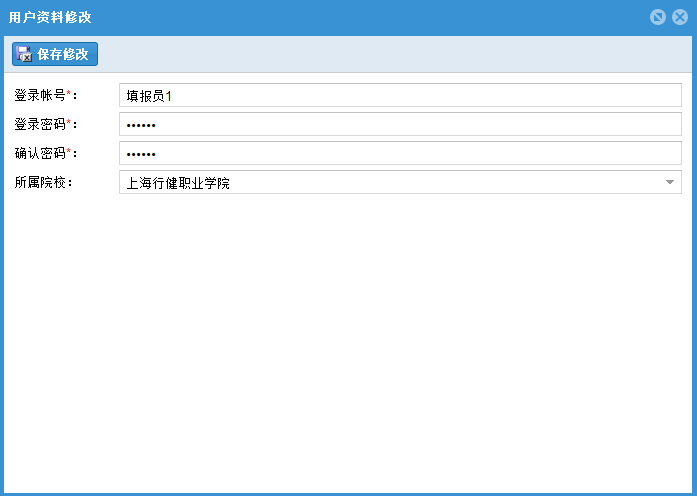 用户资料修改
保存修改
登录帐号*： 填报员1
登录密码*： ••••••
确认密码*： ••••••
所属院校： 上海行健职业学院